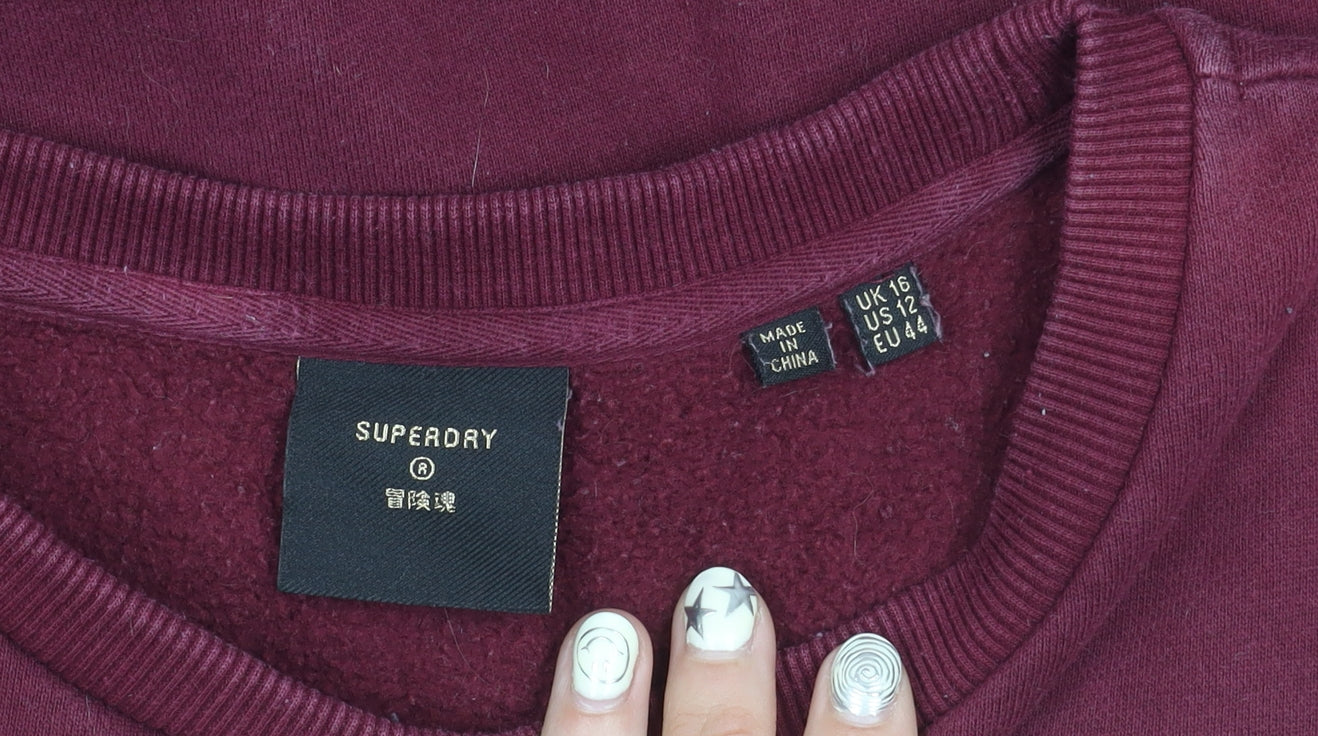 SUPERDRY
®
冒険魂
MADE
IN
CHINA
UK 16
US 12
EU 44